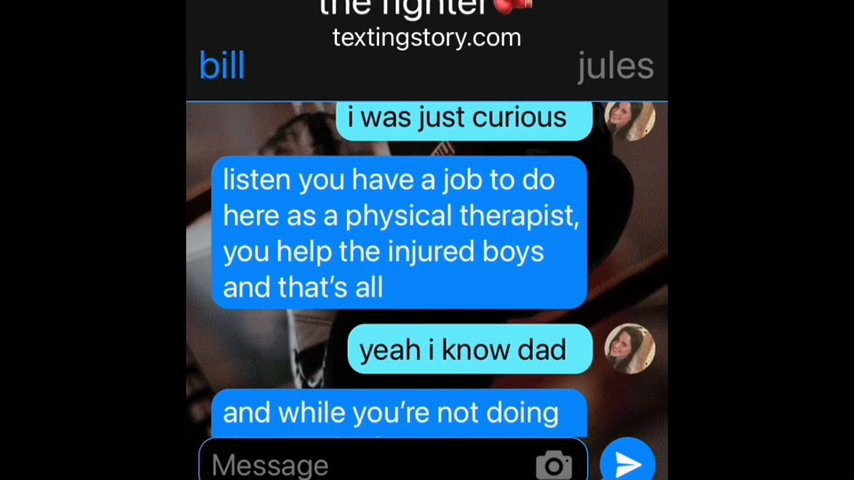 the fighter🥊
textingstory.com
bill
jules
i was just curious
listen you have a job to do
here as a physical therapist,
you help the injured boys
and that's all
yeah i know dad
and while you're not doing
Message